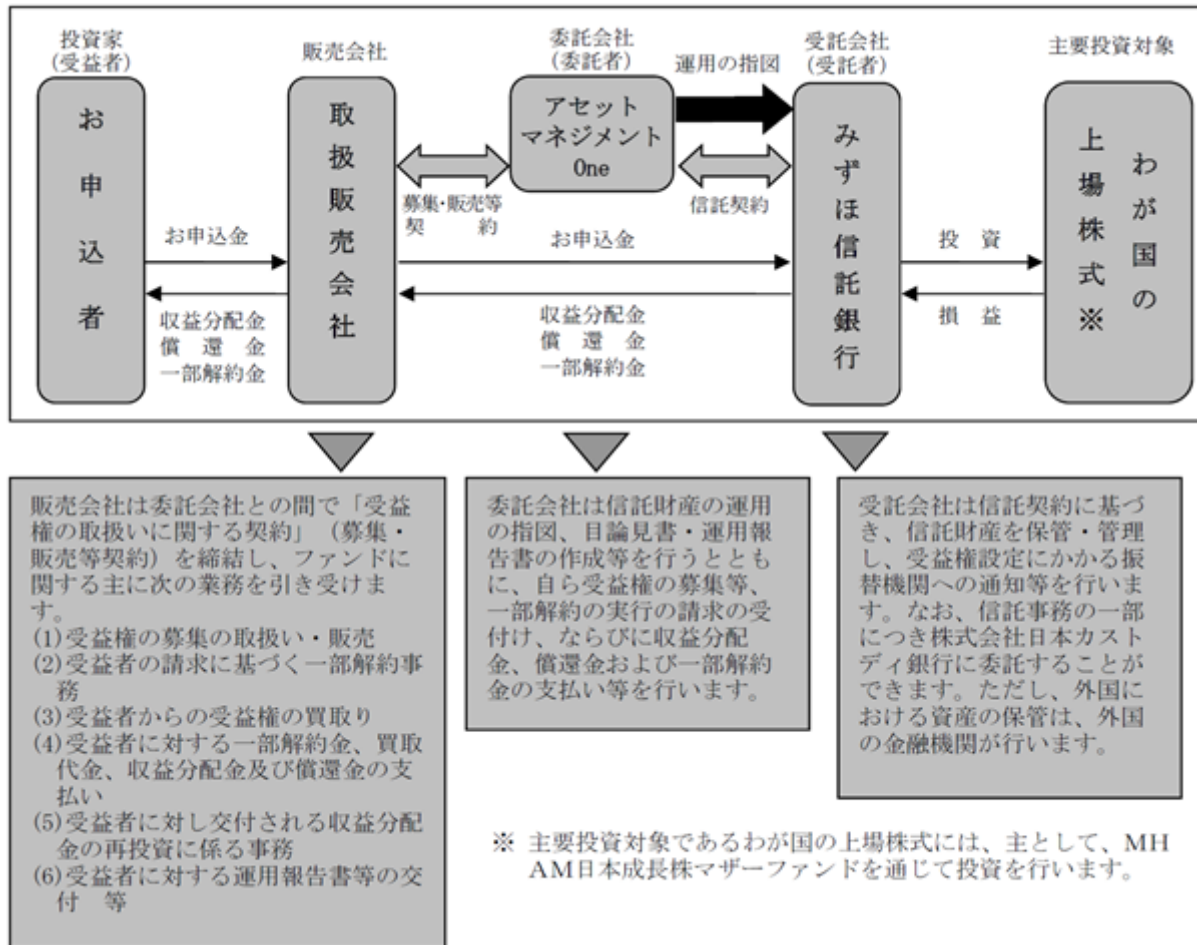 投資家
(受益者)
販売会社
委託会社
(委託者)
運用の指図
受託会社
(受託者)
主要投資対象
お申込者
取扱販売会社
アセット
マネジメント
One
みずほ信託銀行
わが国の
上場株式※
募集・販売等
契　　　約
信託契約
お申込金
収益分配金
償　還　金
一部解約金
お申込金
収益分配金
償　還　金
一部解約金
投　資
損　益
販売会社は委託会社との間で「受益
権の取扱いに関する契約」（募集・
販売等契約）を締結し、ファンドに
関する主に次の業務を引き受けま
す。
(1)受益権の募集の取扱い・販売
(2)受益者の請求に基づく一部解約事
務
(3)受益者からの受益権の買取り
(4)受益者に対する一部解約金、買取
代金、収益分配金及び償還金の支
払い
(5)受益者に対し交付される収益分配
金の再投資に係る事務
(6)受益者に対する運用報告書等の交
付　等
委託会社は信託財産の運用
の指図、目論見書・運用報
告書の作成等を行うととも
に、自ら受益権の募集等、
一部解約の実行の請求の受
付け、ならびに収益分配
金、償還金および一部解約
金の支払い等を行います。
受託会社は信託契約に基づ
き、信託財産を保管・管理
し、受益権設定にかかる振
替機関への通知等を行いま
す。なお、信託事務の一部
につき株式会社日本カスト
ディ銀行に委託することが
できます。ただし、外国に
おける資産の保管は、外国
の金融機関が行います。
※ 主要投資対象であるわが国の上場株式には、主として、ＭＨ
ＡＭ日本成長株マザーファンドを通じて投資を行います。